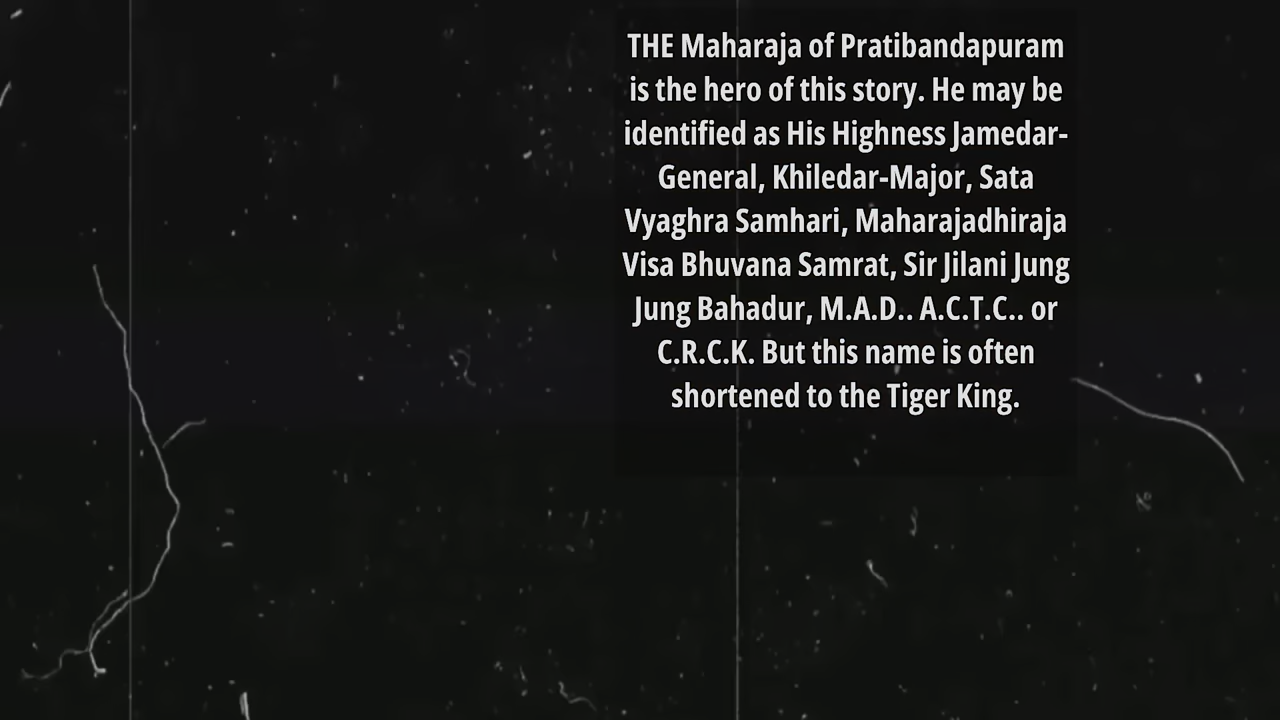 THE Maharaja of Pratibandapuram
is the hero of this story. He may be
identified as His Highness Jamedar-
General, Khiledar-Major, Sata
Vyaghra Samhari, Maharajadhiraja
Visa Bhuvana Samrat, Sir Jilani Jung
Jung Bahadur, M.A.D.. A.C.T.C.. or
C.R.C.K. But this name is often
shortened to the Tiger King.